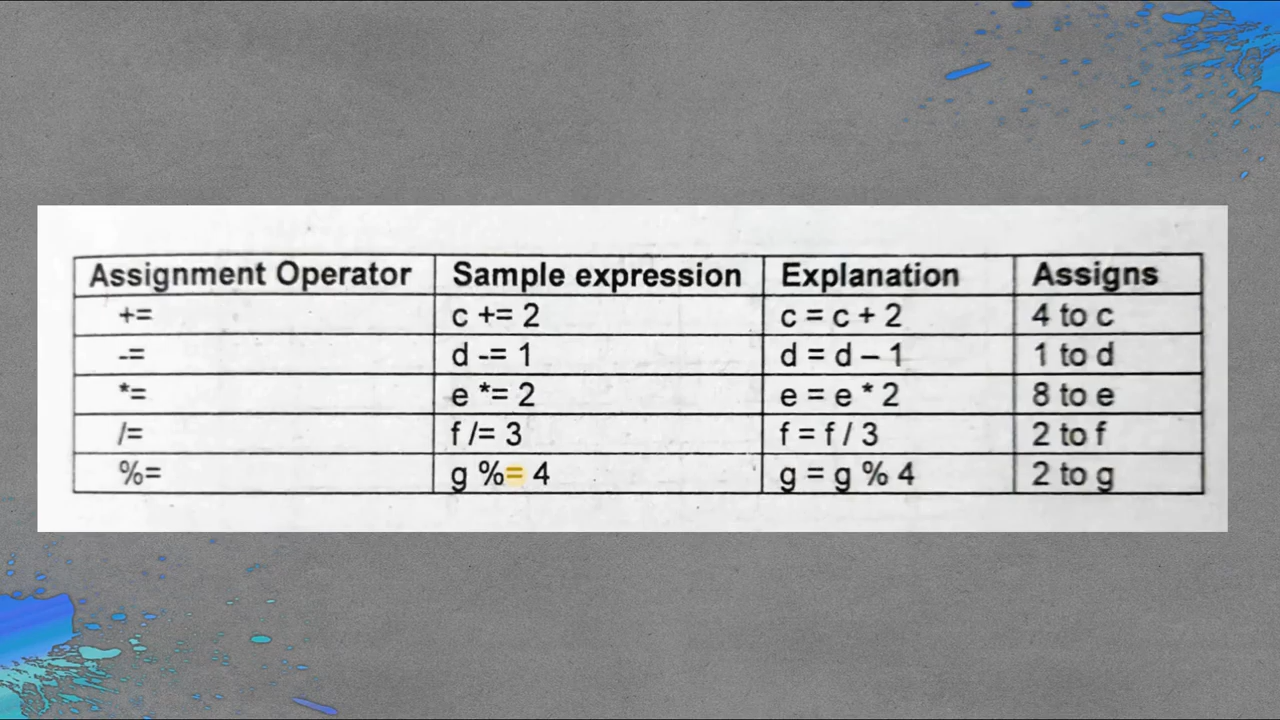 Assignment Operator Sample expression Explanation Assigns
+= c += 2 c = c + 2 4 to c
-= d -= 1 d = d – 1 1 to d
*= e *= 2 e = e * 2 8 to e
/= f /= 3 f = f / 3 2 to f
%= g %= 4 g = g % 4 2 to g